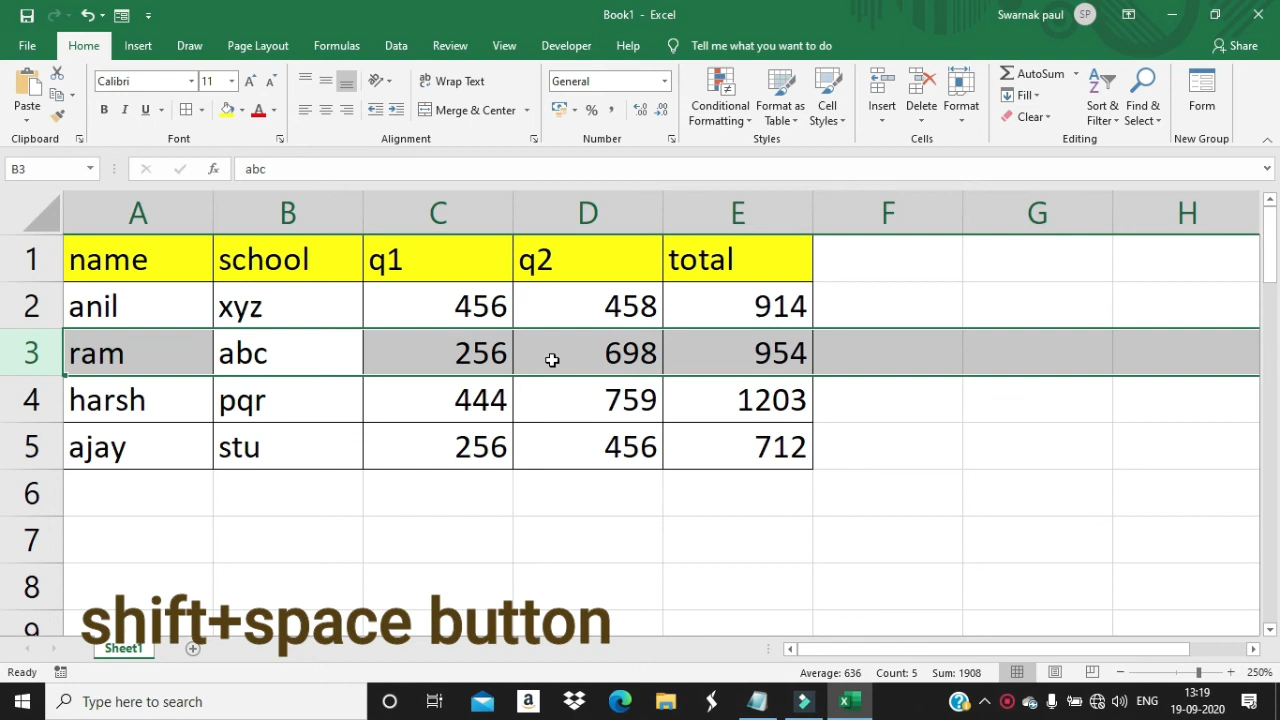 Book1 - Excel
Swarnak paul
SP
File Home Insert Draw Page Layout Formulas Data Review View Developer Help Tell me what you want to do Share
Paste
Calibri 11
B I U A
Wrap Text
Merge & Center
General
%
Conditional Formatting
Format as Table
Cell Styles
Insert
Delete
Format
AutoSum
Fill
Clear
Sort & Filter
Find & Select
Form
Clipboard Font Alignment Number Styles Cells Editing New Group
B3 fx abc
A B C D E F G H
1 name school q1 q2 total
2 anil xyz 456 458 914
3 ram abc 256 698 954
4 harsh pqr 444 759 1203
5 ajay stu 256 456 712
6
7
8
9
shift+space button
Sheet1
Ready Average: 636 Count: 5 Sum: 1908 250%
Type here to search
ENG
13:19
19-09-2020